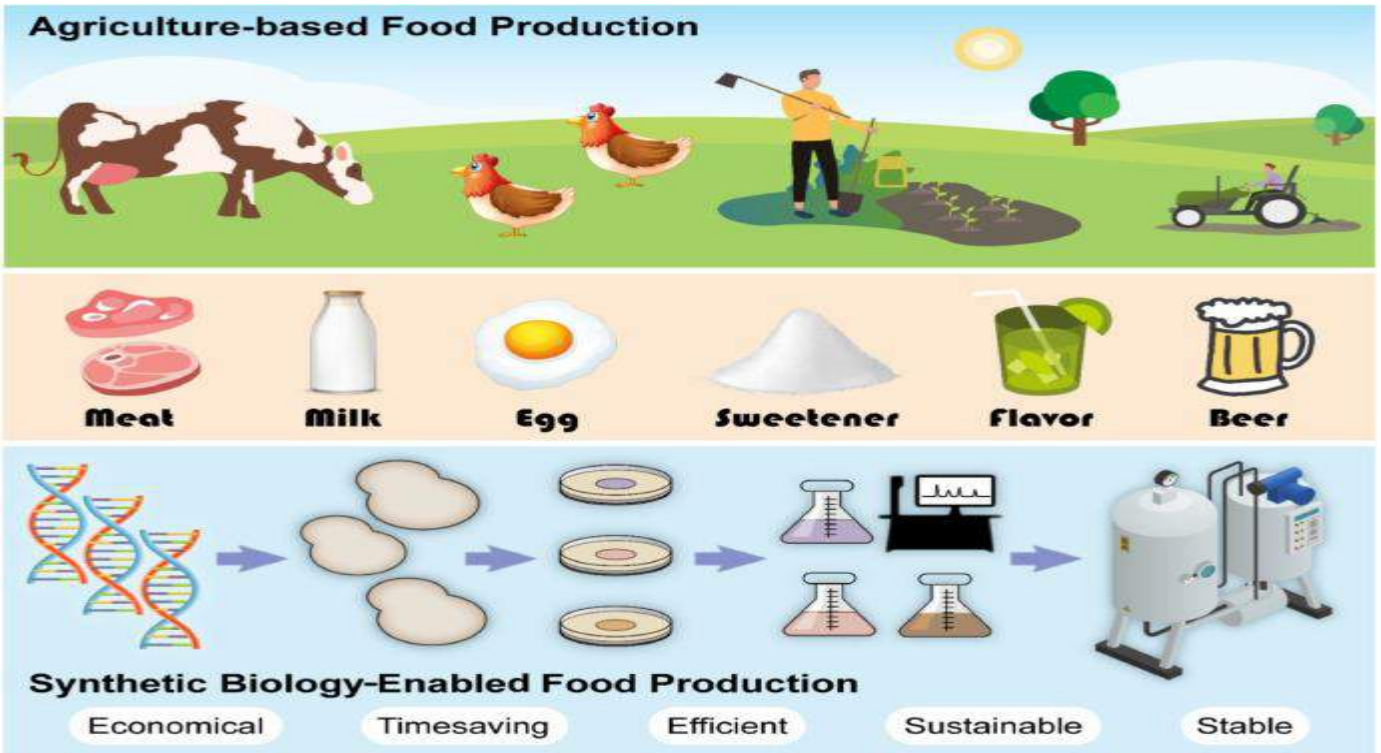 Agriculture-based Food Production
Meat Milk Egg Sweetener Flavor Beer
Synthetic Biology-Enabled Food Production
Economical Timesaving Efficient Sustainable Stable